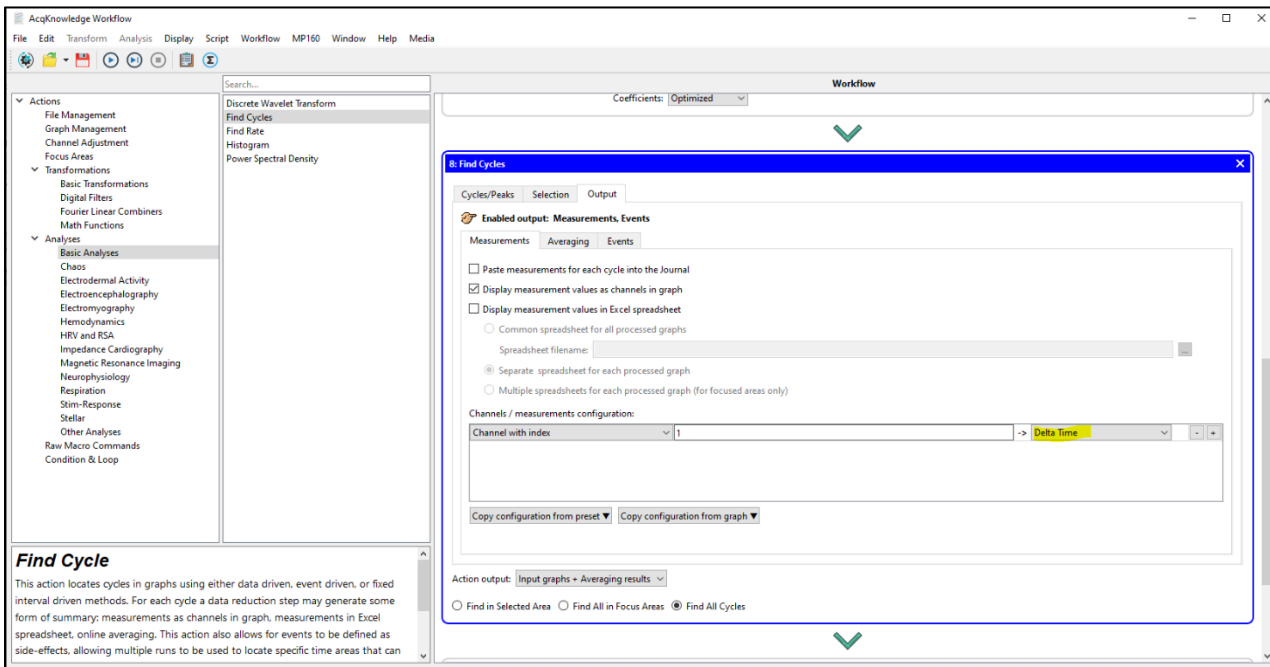 AcqKnowledge Workflow
File Edit Transform Analysis Display Script Workflow MP160 Window Help Media
Search...
Workflow
Actions
File Management
Graph Management
Channel Adjustment
Focus Areas
Transformations
Basic Transformations
Digital Filters
Fourier Linear Combiners
Math Functions
Analyses
Basic Analyses
Chaos
Electrodermal Activity
Electroencephalography
Electromyography
Hemodynamics
HRV and RSA
Impedance Cardiography
Magnetic Resonance Imaging
Neurophysiology
Respiration
Stim-Response
Stellar
Other Analyses
Raw Macro Commands
Condition & Loop
Discrete Wavelet Transform
Find Cycles
Find Rate
Histogram
Power Spectral Density
Find Cycle
This action locates cycles in graphs using either data driven, event driven, or fixed
interval driven methods. For each cycle a data reduction step may generate some
form of summary: measurements as channels in graph, measurements in Excel
spreadsheet, online averaging. This action also allows for events to be defined as
side-effects, allowing multiple runs to be used to locate specific time areas that can
Coefficients: Optimized
8: Find Cycles
Cycles/Peaks Selection Output
Enabled output: Measurements, Events
Measurements Averaging Events
Paste measurements for each cycle into the Journal
Display measurement values as channels in graph
Display measurement values in Excel spreadsheet
Common spreadsheet for all processed graphs
Spreadsheet filename: ...
Separate spreadsheet for each processed graph
Multiple spreadsheets for each processed graph (for focused areas only)
Channels / measurements configuration:
Channel with index 1 -> Delta Time - +
Copy configuration from preset ▼ Copy configuration from graph ▼
Action output: Input graphs + Averaging results
Find in Selected Area Find All in Focus Areas Find All Cycles